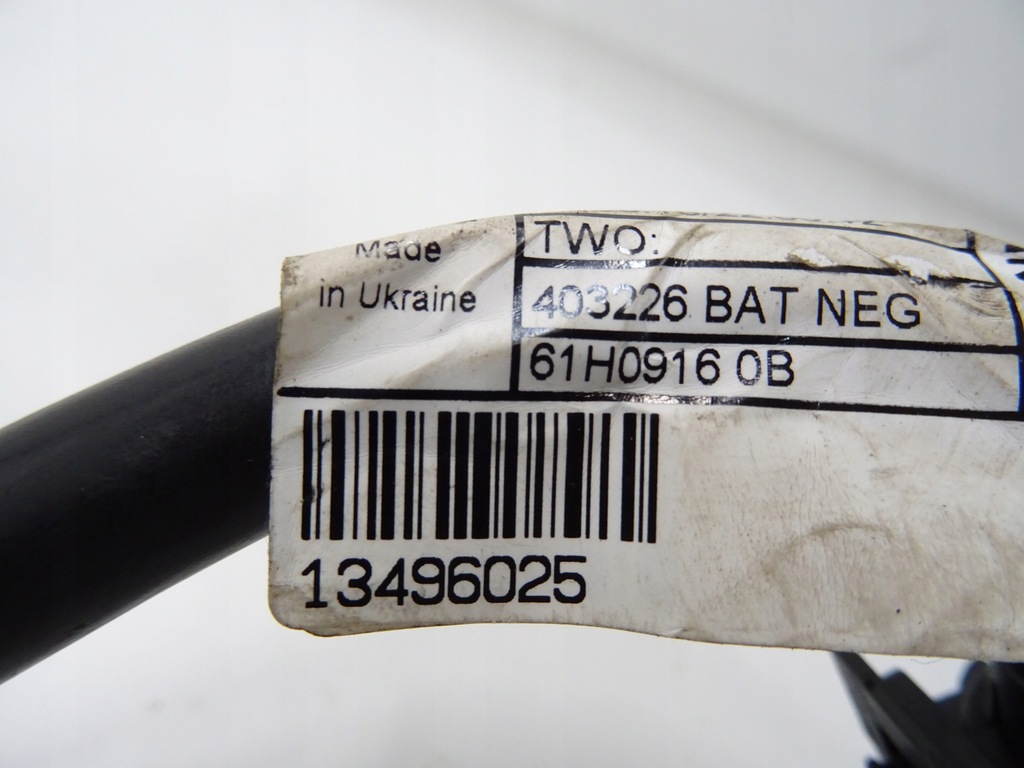 Made
in Ukraine
TWO:
403226 BAT NEG
61H0916 0B
13496025